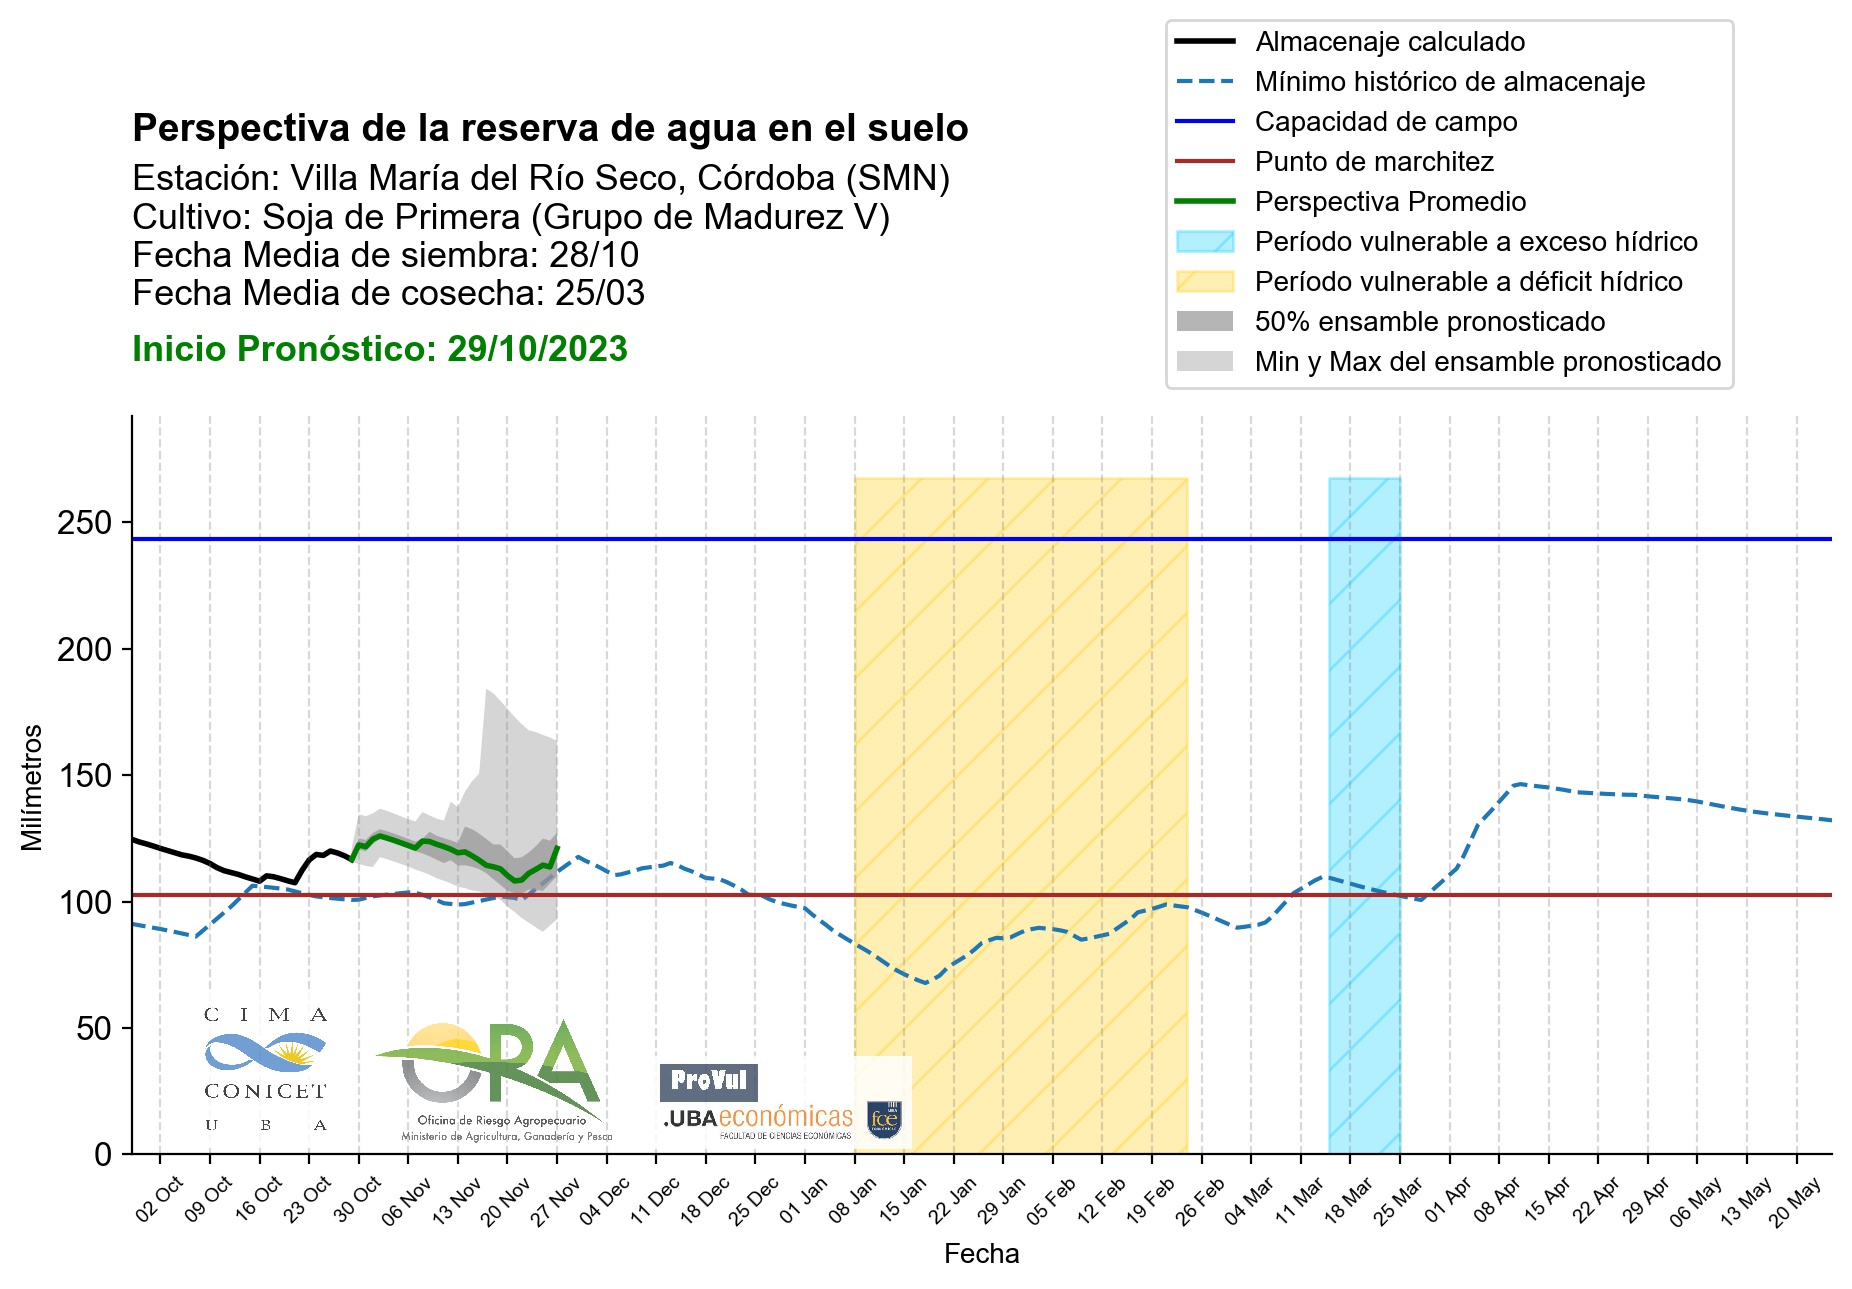 Almacenaje calculado
Mínimo histórico de almacenaje
Capacidad de campo
Punto de marchitez
Perspectiva Promedio
Período vulnerable a exceso hídrico
Período vulnerable a déficit hídrico
50% ensamble pronosticado
Min y Max del ensamble pronosticado
Perspectiva de la reserva de agua en el suelo
Estación: Villa María del Río Seco, Córdoba (SMN)
Cultivo: Soja de Primera (Grupo de Madurez V)
Fecha Media de siembra: 28/10
Fecha Media de cosecha: 25/03
Inicio Pronóstico: 29/10/2023
Milímetros
250
200
150
100
50
0
CIMA
CONICET
UBA
ORA
Oficina de Riesgo Agropecuario
Ministerio de Agricultura, Ganadería y Pesca
ProVul
.UBAeconómicas
FACULTAD DE CIENCIAS ECONÓMICAS
fce
02 Oct
09 Oct
16 Oct
23 Oct
30 Oct
06 Nov
13 Nov
20 Nov
27 Nov
04 Dec
11 Dec
18 Dec
25 Dec
01 Jan
08 Jan
15 Jan
22 Jan
29 Jan
05 Feb
12 Feb
19 Feb
26 Feb
04 Mar
11 Mar
18 Mar
25 Mar
01 Apr
08 Apr
15 Apr
22 Apr
29 Apr
06 May
13 May
20 May
Fecha